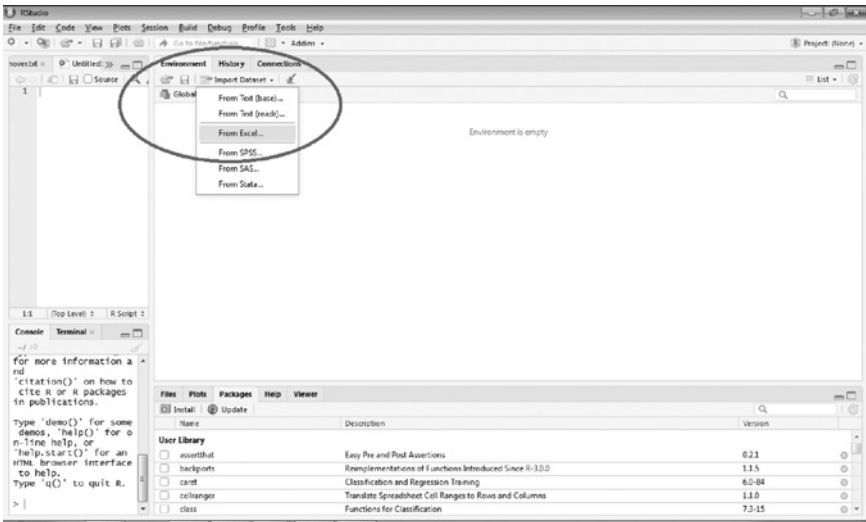 RStudio
File Edit Code View Plots Session Build Debug Profile Tools Help
Go to file/function
Addins
Project: (None)
Source
1
Environment History Connections
Import Dataset
List
Global
From Text (base)...
From Text (readr)...
From Excel...
From SPSS...
From SAS...
From Stata...
Environment is empty
1:1 (Top Level) R Script
Console Terminal
~/
for more information a
nd
'citation()' on how to
cite R or R packages
in publications.
Type 'demo()' for some
demos, 'help()' for o
n-line help, or
'help.start()' for an
HTML browser interface
to help.
Type 'q()' to quit R.
>
Files Plots Packages Help Viewer
Install Update
Name Description Version
User Library
assertthat Easy Pre and Post Assertions 0.2.1
backports Reimplementations of Functions Introduced Since R-3.0.0 1.1.5
caret Classification and Regression Training 6.0-84
cellranger Translate Spreadsheet Cell Ranges to Rows and Columns 1.1.0
class Functions for Classification 7.3-15